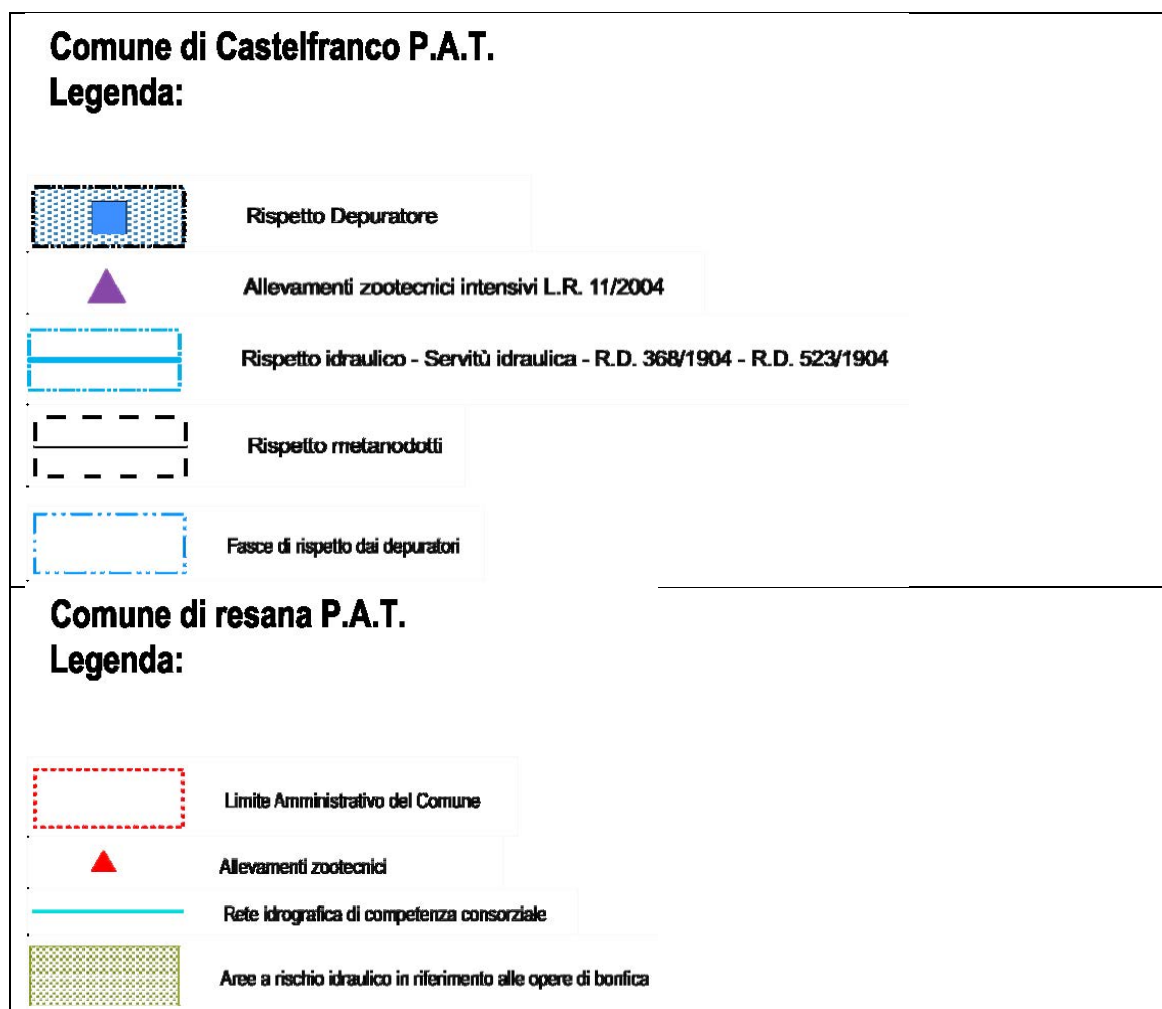 Comune di Castelfranco P.A.T.
Legenda:
Rispetto Depuratore
Allevamenti zootecnici intensivi L.R. 11/2004
Rispetto idraulico - Servitù idraulica - R.D. 368/1904 - R.D. 523/1904
Rispetto metanodotti
Fasce di rispetto dai depuratori
Comune di resana P.A.T.
Legenda:
Limite Amministrativo del Comune
Allevamenti zootecnici
Rete idrografica di competenza consorziale
Aree a rischio idraulico in riferimento alle opere di bonfica